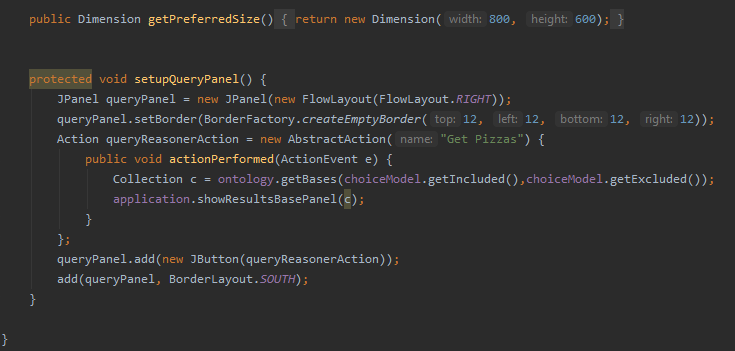 public Dimension getPreferredSize() { return new Dimension( width: 800, height: 600); }
protected void setupQueryPanel() {
JPanel queryPanel = new JPanel(new FlowLayout(FlowLayout.RIGHT));
queryPanel.setBorder(BorderFactory.createEmptyBorder( top: 12, left: 12, bottom: 12, right: 12));
Action queryReasonerAction = new AbstractAction( name: "Get Pizzas") {
public void actionPerformed(ActionEvent e) {
Collection c = ontology.getBases(choiceModel.getIncluded(),choiceModel.getExcluded());
application.showResultsBasePanel(c);
}
};
queryPanel.add(new JButton(queryReasonerAction));
add(queryPanel, BorderLayout.SOUTH);
}
}